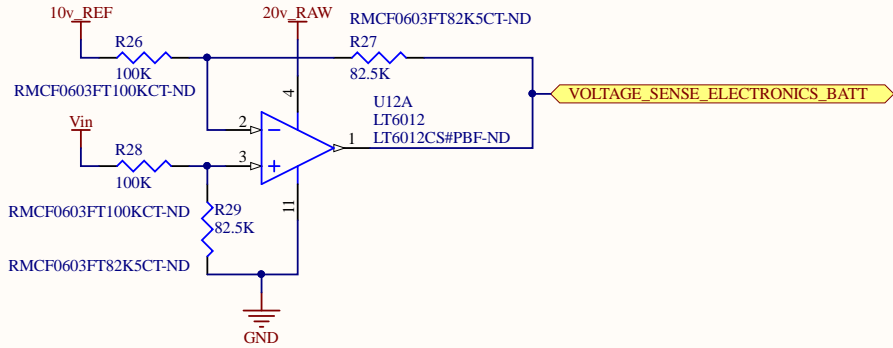 10v_REF
20v_RAW
RMCF0603FT82K5CT-ND
R26
R27
100K
82.5K
RMCF0603FT100KCT-ND
4
U12A
LT6012
LT6012CS#PBF-ND
VOLTAGE_SENSE_ELECTRONICS_BATT
Vin
2
1
R28
3
100K
11
RMCF0603FT100KCT-ND
R29
82.5K
RMCF0603FT82K5CT-ND
GND